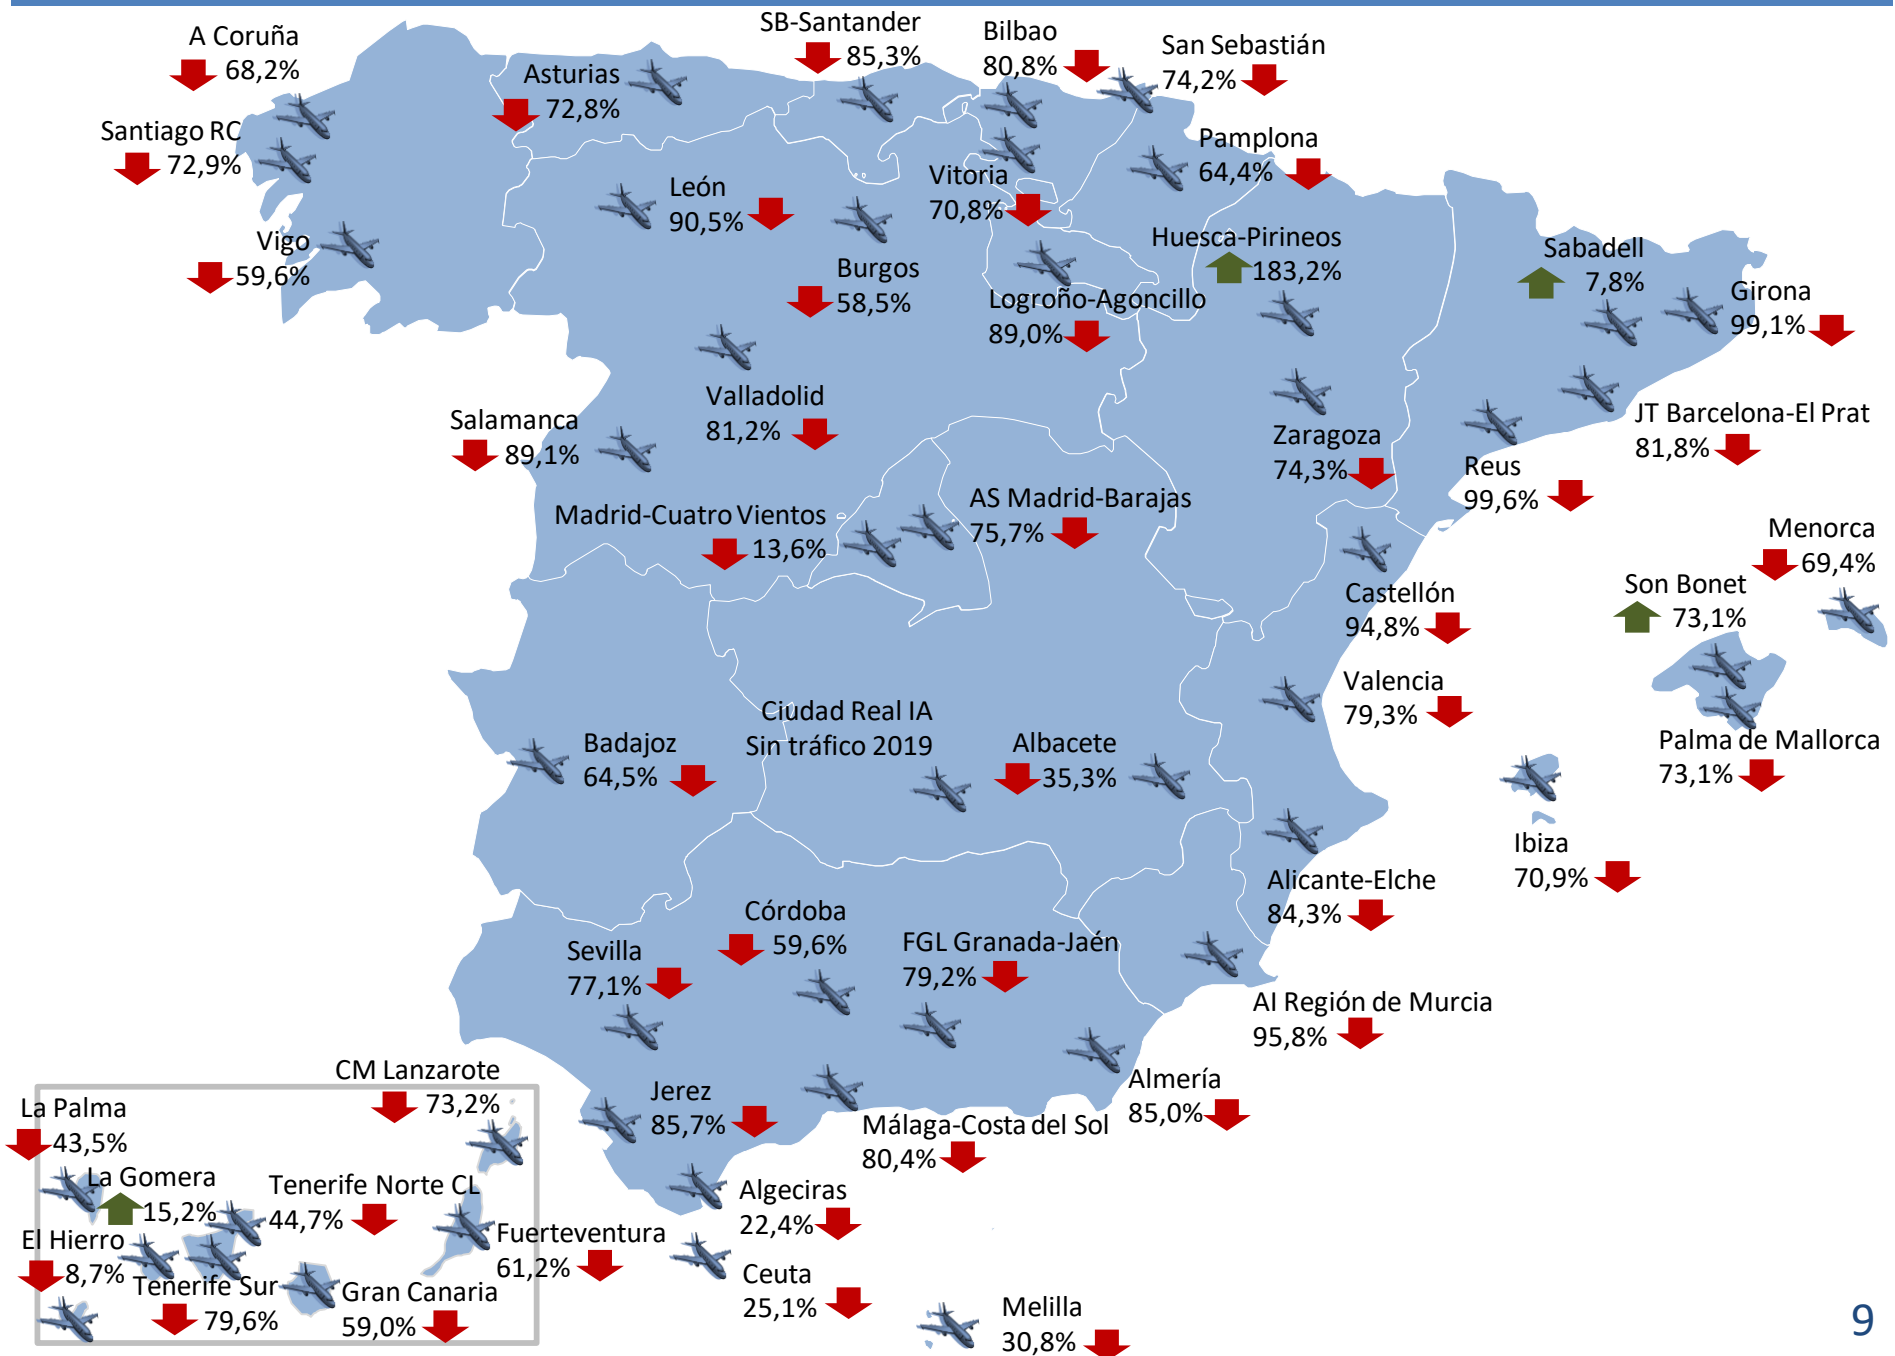 A Coruña
68,2%
SB-Santander
85,3%
Bilbao
80,8%
San Sebastián
74,2%
Asturias
72,8%
Santiago RC
72,9%
Pamplona
64,4%
León
90,5%
Vitoria
70,8%
Vigo
59,6%
Huesca-Pirineos
183,2%
Sabadell
7,8%
Burgos
58,5%
Logroño-Agoncillo
89,0%
Girona
99,1%
Valladolid
81,2%
Salamanca
89,1%
Zaragoza
74,3%
JT Barcelona-El Prat
81,8%
Reus
99,6%
Madrid-Cuatro Vientos
13,6%
AS Madrid-Barajas
75,7%
Menorca
69,4%
Son Bonet
73,1%
Castellón
94,8%
Valencia
79,3%
Ciudad Real IA
Sin tráfico 2019
Badajoz
64,5%
Albacete
35,3%
Palma de Mallorca
73,1%
Ibiza
70,9%
Alicante-Elche
84,3%
Córdoba
59,6%
Sevilla
77,1%
FGL Granada-Jaén
79,2%
AI Región de Murcia
95,8%
CM Lanzarote
73,2%
Jerez
85,7%
Almería
85,0%
La Palma
43,5%
Málaga-Costa del Sol
80,4%
La Gomera
15,2%
Tenerife Norte CL
44,7%
Algeciras
22,4%
El Hierro
8,7%
Fuerteventura
61,2%
Tenerife Sur
79,6%
Gran Canaria
59,0%
Ceuta
25,1%
Melilla
30,8%
9